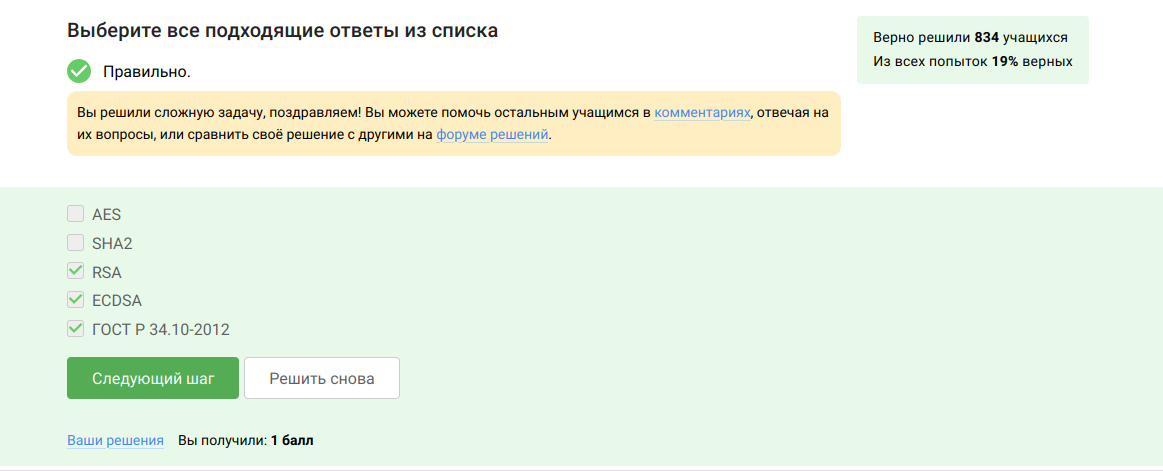 Выберите все подходящие ответы из списка
Верно решили 834 учащихся
Из всех попыток 19% верных
Правильно.
Вы решили сложную задачу, поздравляем! Вы можете помочь остальным учащимся в комментариях, отвечая на
их вопросы, или сравнить своё решение с другими на форуме решений.
AES
SHA2
RSA
ECDSA
ГОСТ Р 34.10-2012
Следующий шаг
Решить снова
Ваши решения Вы получили: 1 балл